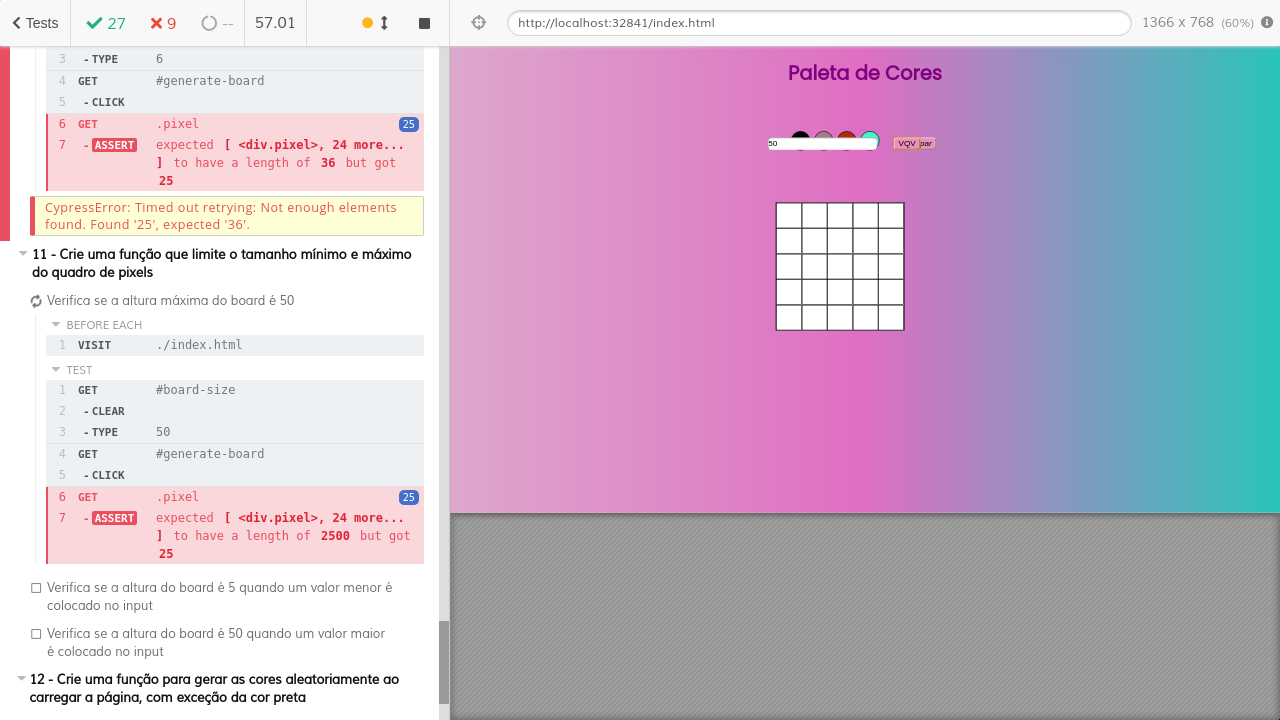 Tests 27 9 -- 57.01
3 - TYPE 6
4 GET #generate-board
5 - CLICK
6 GET .pixel 25
7 - ASSERT expected [ <div.pixel>, 24 more...
] to have a length of 36 but got
25
CypressError: Timed out retrying: Not enough elements
found. Found '25', expected '36'.
11 - Crie uma função que limite o tamanho mínimo e máximo
do quadro de pixels
Verifica se a altura máxima do board é 50
BEFORE EACH
1 VISIT ./index.html
TEST
1 GET #board-size
2 - CLEAR
3 - TYPE 50
4 GET #generate-board
5 - CLICK
6 GET .pixel 25
7 - ASSERT expected [ <div.pixel>, 24 more...
] to have a length of 2500 but got
25
Verifica se a altura do board é 5 quando um valor menor é
colocado no input
Verifica se a altura do board é 50 quando um valor maior
é colocado no input
12 - Crie uma função para gerar as cores aleatoriamente ao
carregar a página, com exceção da cor preta
http://localhost:32841/index.html 1366 x 768 (60%)
Paleta de Cores
50 VQV par